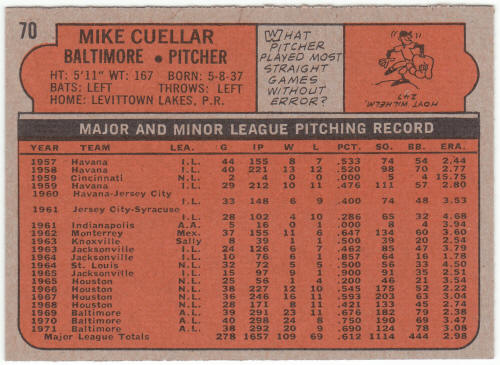 70
MIKE CUELLAR
BALTIMORE • PITCHER
HT: 5'11" WT: 167 BORN: 5-8-37
BATS: LEFT THROWS: LEFT
HOME: LEVITTOWN LAKES, P.R.
WHAT
PITCHER
PLAYED MOST
STRAIGHT
GAMES
WITHOUT
ERROR?
HOYT WILHELM
247
MAJOR AND MINOR LEAGUE PITCHING RECORD
YEAR TEAM LEA. G IP W L PCT. SO. BB. ERA.
1957 Havana I.L. 44 155 8 7 .533 74 54 2.44
1958 Havana I.L. 40 221 13 12 .520 98 70 2.77
1959 Cincinnati N.L. 2 4 0 0 .000 5 4 15.75
1959 Havana I.L. 29 212 10 11 .476 111 57 2.80
1960 Havana-Jersey City
I.L. 33 148 6 9 .400 74 48 3.53
1961 Jersey City-Syracuse
I.L. 28 102 4 10 .286 65 32 4.68
1961 Indianapolis A.A. 5 16 0 1 .000 8 4 3.94
1962 Monterrey Mex. 37 155 11 6 .647 134 60 3.60
1963 Knoxville Sally 8 39 1 1 .500 39 20 2.54
1963 Jacksonville I.L. 24 126 6 7 .462 85 47 3.79
1964 Jacksonville I.L. 10 76 6 1 .857 64 16 1.78
1964 St. Louis N.L. 32 72 5 5 .500 56 33 4.50
1965 Jacksonville I.L. 15 97 9 1 .900 91 35 2.51
1965 Houston N.L. 25 56 1 4 .200 46 21 3.54
1966 Houston N.L. 38 227 12 10 .545 175 52 2.22
1967 Houston N.L. 36 246 16 11 .593 203 63 3.04
1968 Houston N.L. 28 171 8 11 .421 133 45 2.74
1969 Baltimore A.L. 39 291 23 11 .676 182 79 2.38
1970 Baltimore A.L. 40 298 24 8 .750 190 69 3.47
1971 Baltimore A.L. 38 292 20 9 .690 124 78 3.08
Major League Totals 278 1657 109 69 .612 1114 444 2.98